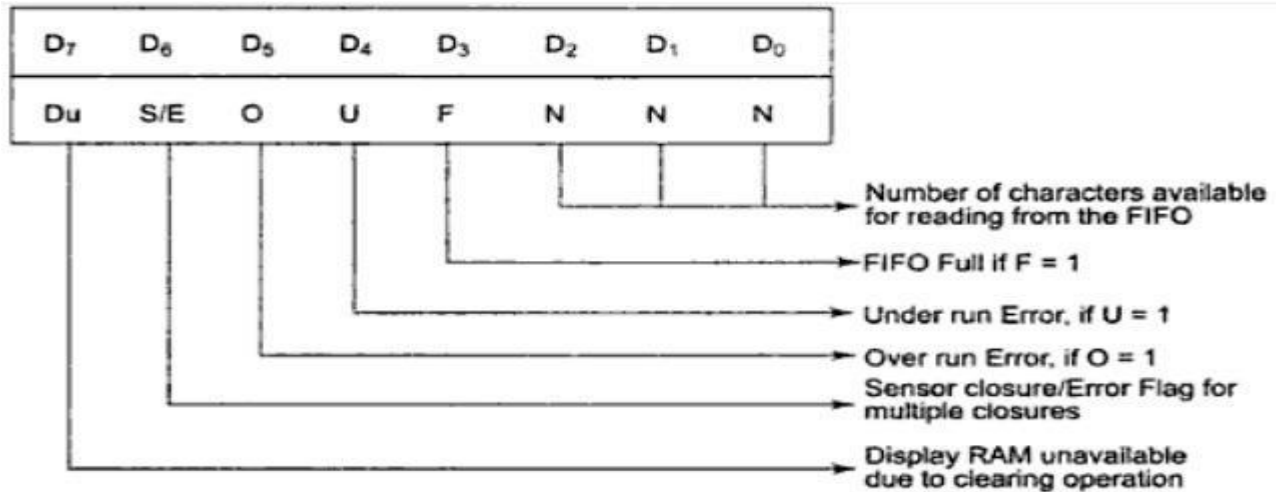 D₇ D₆ D₅ D₄ D₃ D₂ D₁ D₀
Du S/E O U F N N N
Number of characters available
for reading from the FIFO
FIFO Full if F = 1
Under run Error, if U = 1
Over run Error, if O = 1
Sensor closure/Error Flag for
multiple closures
Display RAM unavailable
due to clearing operation